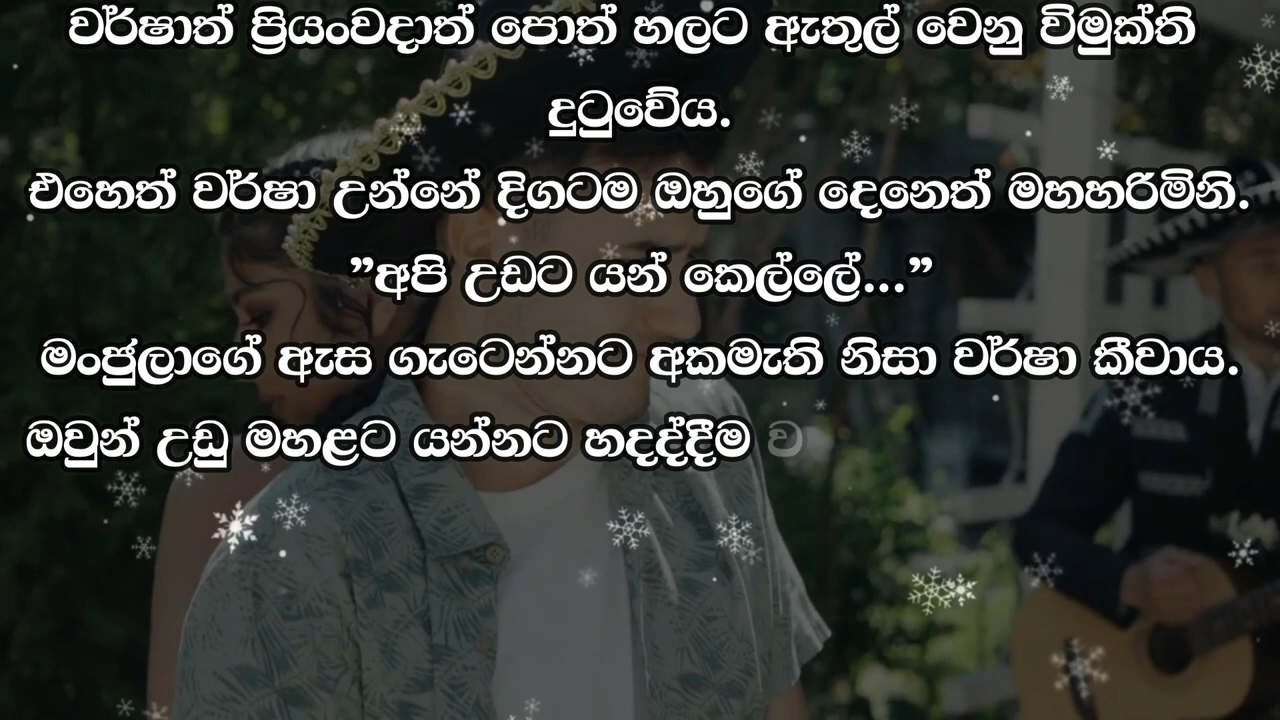 වර්ෂාත් ප්‍රියංවදාත් පොත් හලට ඇතුල් වෙනු විමුක්ති
දුටුවේය.
එහෙත් වර්ෂා උන්නේ දිගටම ඔහුගේ දෙනෙත් මහහරිමිනි.
”අපි උඩට යන් කෙල්ලේ...”
මංජුලාගේ ඇස ගැටෙන්නට අකමැති නිසා වර්ෂා කීවාය.
ඔවුන් උඩු මහළට යන්නට හදද්දීම ව